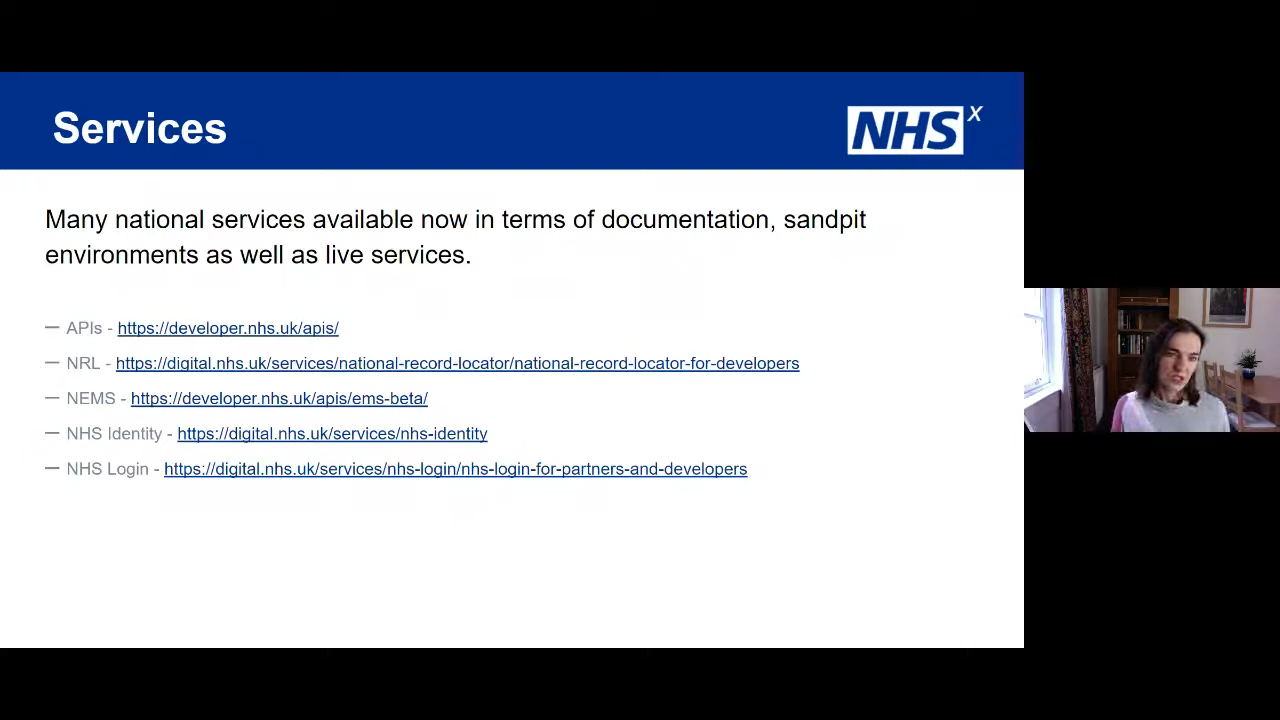 Services
NHS X
Many national services available now in terms of documentation, sandpit
environments as well as live services.
— APIs - https://developer.nhs.uk/apis/
— NRL - https://digital.nhs.uk/services/national-record-locator/national-record-locator-for-developers
— NEMS - https://developer.nhs.uk/apis/ems-beta/
— NHS Identity - https://digital.nhs.uk/services/nhs-identity
— NHS Login - https://digital.nhs.uk/services/nhs-login/nhs-login-for-partners-and-developers